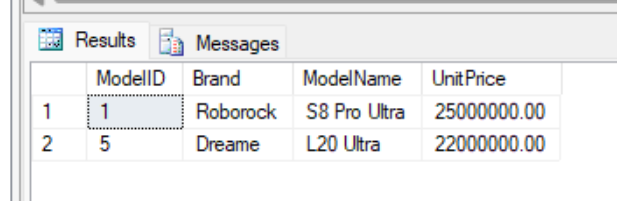 Results Messages
ModelID Brand ModelName UnitPrice
1 1 Roborock S8 Pro Ultra 25000000.00
2 5 Dreame L20 Ultra 22000000.00